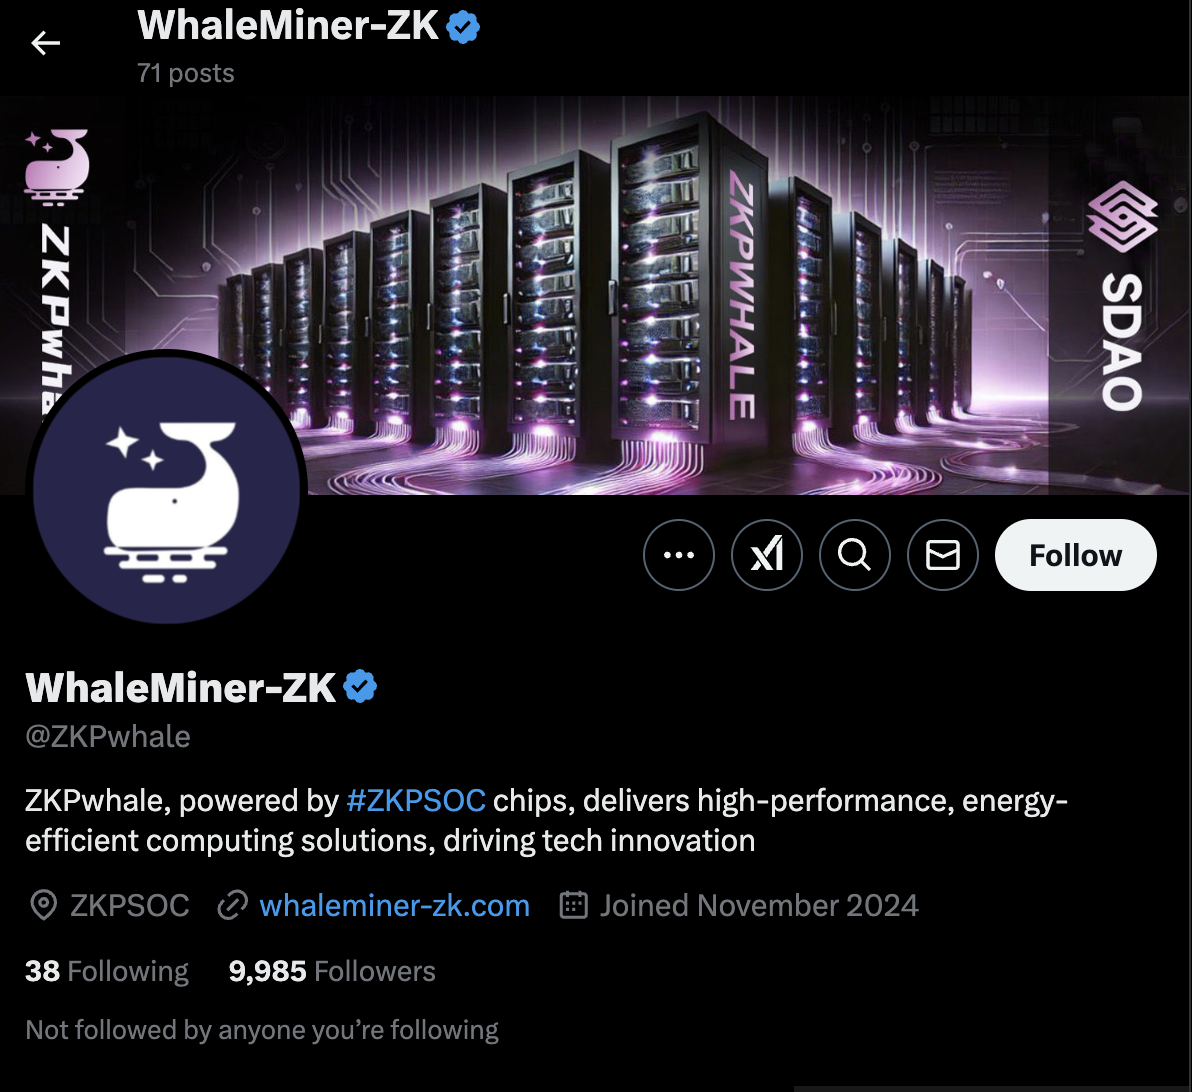 WhaleMiner-ZK
71 posts
ZKPwha
ZKPWHALE
SDAO
Follow
WhaleMiner-ZK
@ZKPwhale
ZKPwhale, powered by #ZKPSOC chips, delivers high-performance, energy-
efficient computing solutions, driving tech innovation
ZKPSOC whaleminer-zk.com Joined November 2024
38 Following 9,985 Followers
Not followed by anyone you’re following